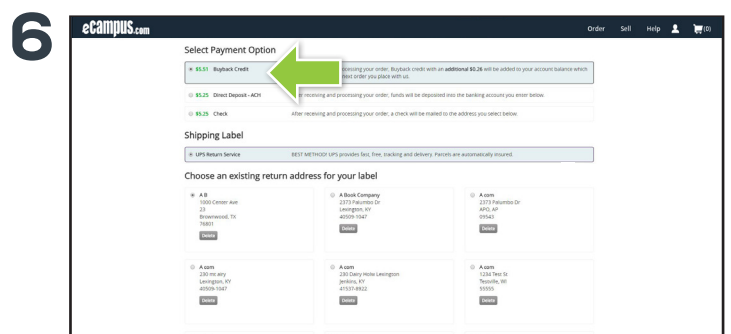 6
ecampus.com
Order Sell Help (0)
Select Payment Option
$5.51 Buyback Credit
ocessing your order, Buyback credit with an additional $0.26 will be added to your account balance which
next order you place with us.
$5.25 Direct Deposit - ACH
receiving and processing your order, funds will be deposited into the banking account you enter below.
$5.25 Check
After receiving and processing your order, a check will be mailed to the address you select below.
Shipping Label
UPS Return Service
BEST METHOD! UPS provides fast, free, tracking and delivery. Parcels are automatically insured.
Choose an existing return address for your label
A B
1000 Center Ave
23
Brownwood, TX
76801
Delete
A Book Company
2373 Palumbo Dr
Lexington, KY
40509-1047
Delete
A com
2373 Palumbo Dr
APO, AP
09543
Delete
A com
230 mt airy
Lexington, KY
40509-1047
Delete
A com
230 Dairy Hollw Lexington
Jenkins, KY
41537-8922
Delete
A com
1234 Test St
Testville, WI
55555
Delete